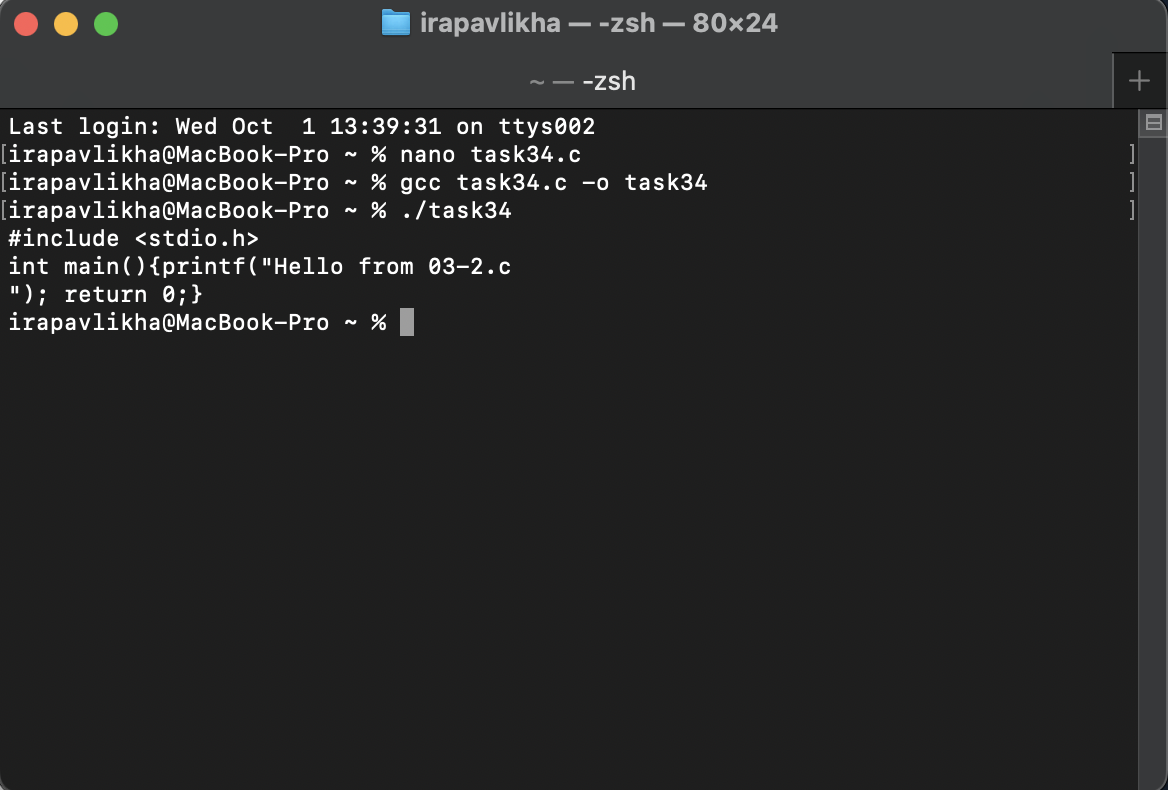 irapavlikha — -zsh — 80×24
~ — -zsh
Last login: Wed Oct  1 13:39:31 on ttys002
[irapavlikha@MacBook-Pro ~ % nano task34.c ]
[irapavlikha@MacBook-Pro ~ % gcc task34.c -o task34 ]
[irapavlikha@MacBook-Pro ~ % ./task34 ]
#include <stdio.h>
int main(){printf("Hello from 03-2.c
"); return 0;}
irapavlikha@MacBook-Pro ~ %